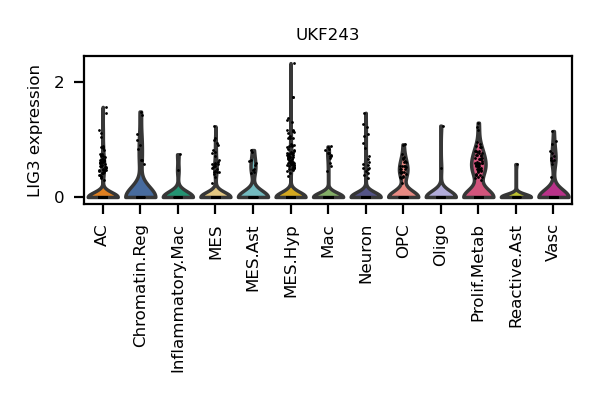 UKF243
LIG3 expression
2
0
AC
Chromatin.Reg
Inflammatory.Mac
MES
MES.Ast
MES.Hyp
Mac
Neuron
OPC
Oligo
Prolif.Metab
Reactive.Ast
Vasc